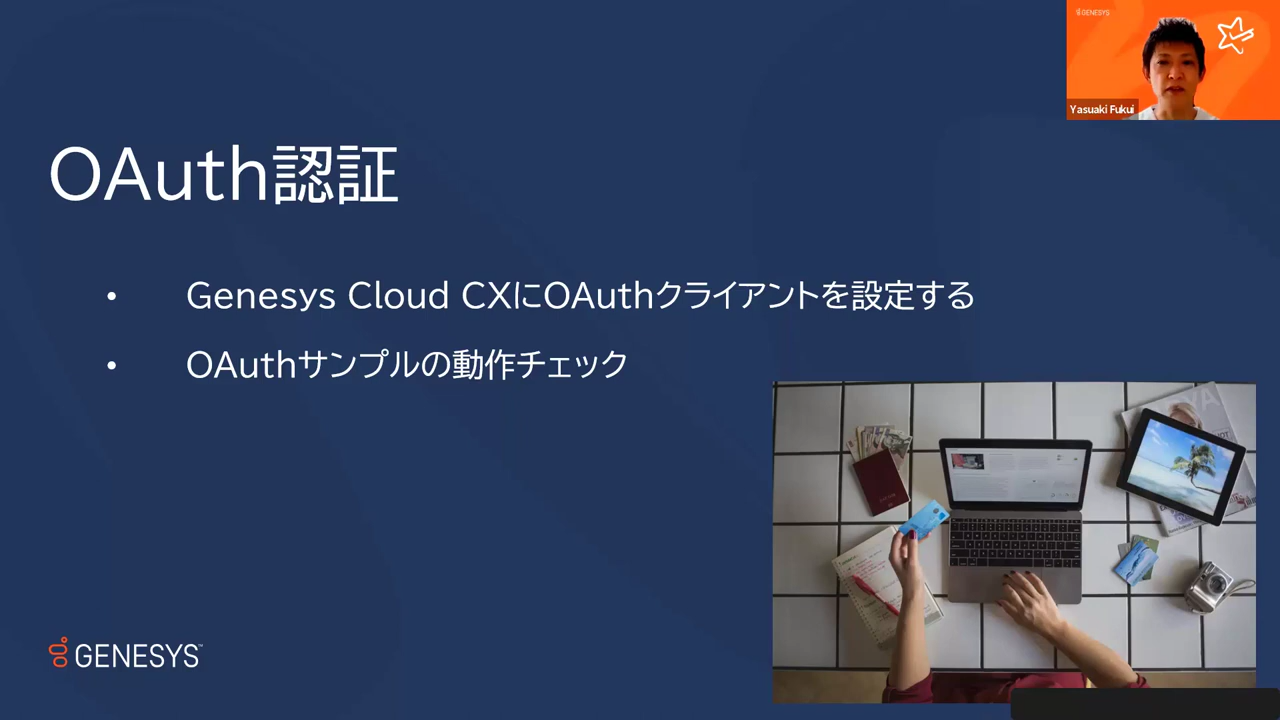 GENESYS
Yasuaki Fukui
OAuth認証
• Genesys Cloud CXにOAuthクライアントを設定する
• OAuthサンプルの動作チェック
GENESYS™